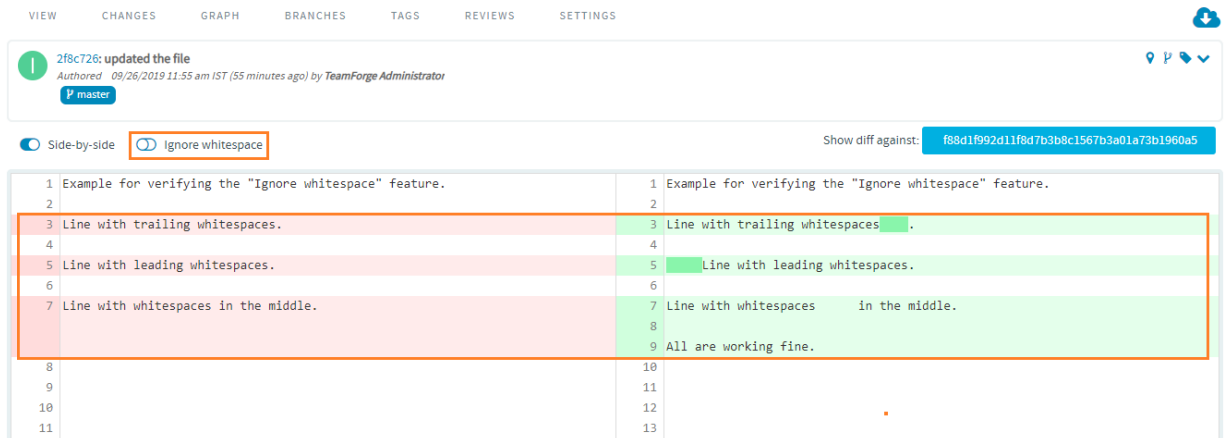 VIEW CHANGES GRAPH BRANCHES TAGS REVIEWS SETTINGS
I
2f8c726: updated the file
Authored 09/26/2019 11:55 am IST (55 minutes ago) by TeamForge Administrator
master
Side-by-side Ignore whitespace Show diff against: f88d1f992d11f8d7b3b8c1567b3a01a73b1960a5
1 Example for verifying the "Ignore whitespace" feature. 1 Example for verifying the "Ignore whitespace" feature.
2 2
3 Line with trailing whitespaces. 3 Line with trailing whitespaces    .
4 4
5 Line with leading whitespaces. 5      Line with leading whitespaces.
6 6
7 Line with whitespaces in the middle. 7 Line with whitespaces      in the middle.
8
9 All are working fine.
8 10
9 11
10 12
11 13